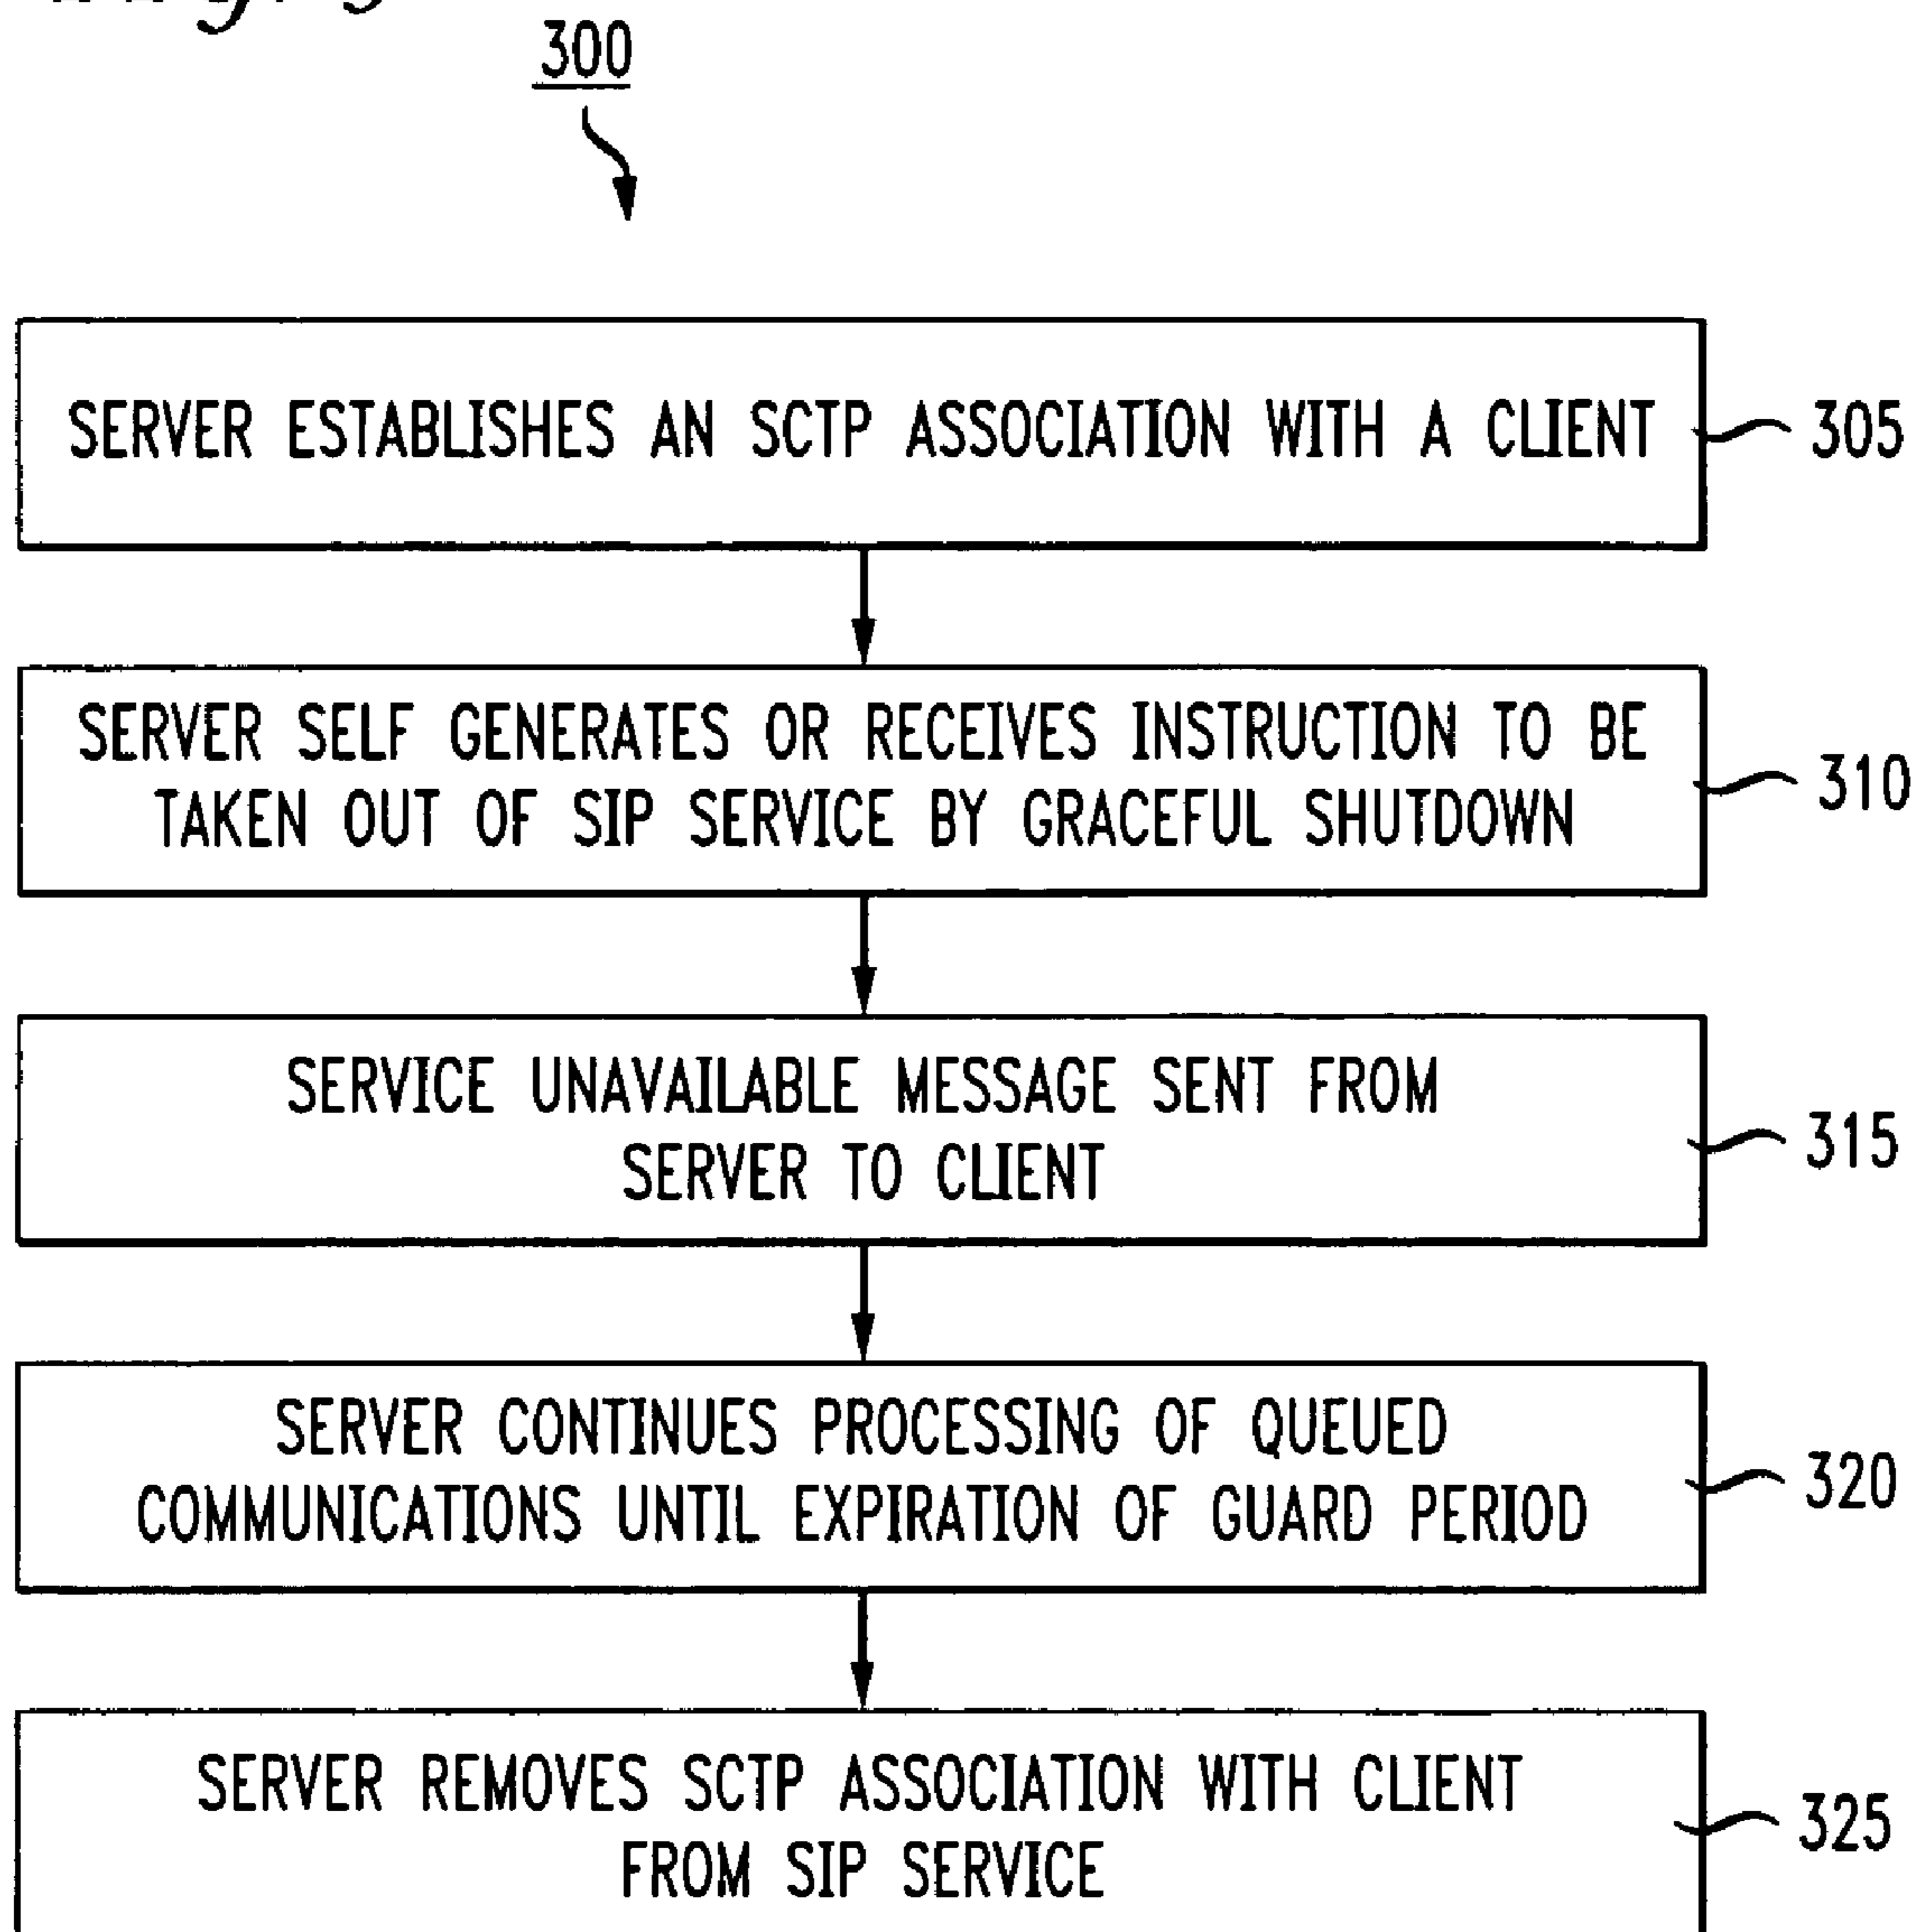 300
SERVER ESTABLISHES AN SCTP ASSOCIATION WITH A CLIENT
305
SERVER SELF GENERATES OR RECEIVES INSTRUCTION TO BE
TAKEN OUT OF SIP SERVICE BY GRACEFUL SHUTDOWN
310
SERVICE UNAVAILABLE MESSAGE SENT FROM
SERVER TO CLIENT
315
SERVER CONTINUES PROCESSING OF QUEUED
COMMUNICATIONS UNTIL EXPIRATION OF GUARD PERIOD
320
SERVER REMOVES SCTP ASSOCIATION WITH CLIENT
FROM SIP SERVICE
325